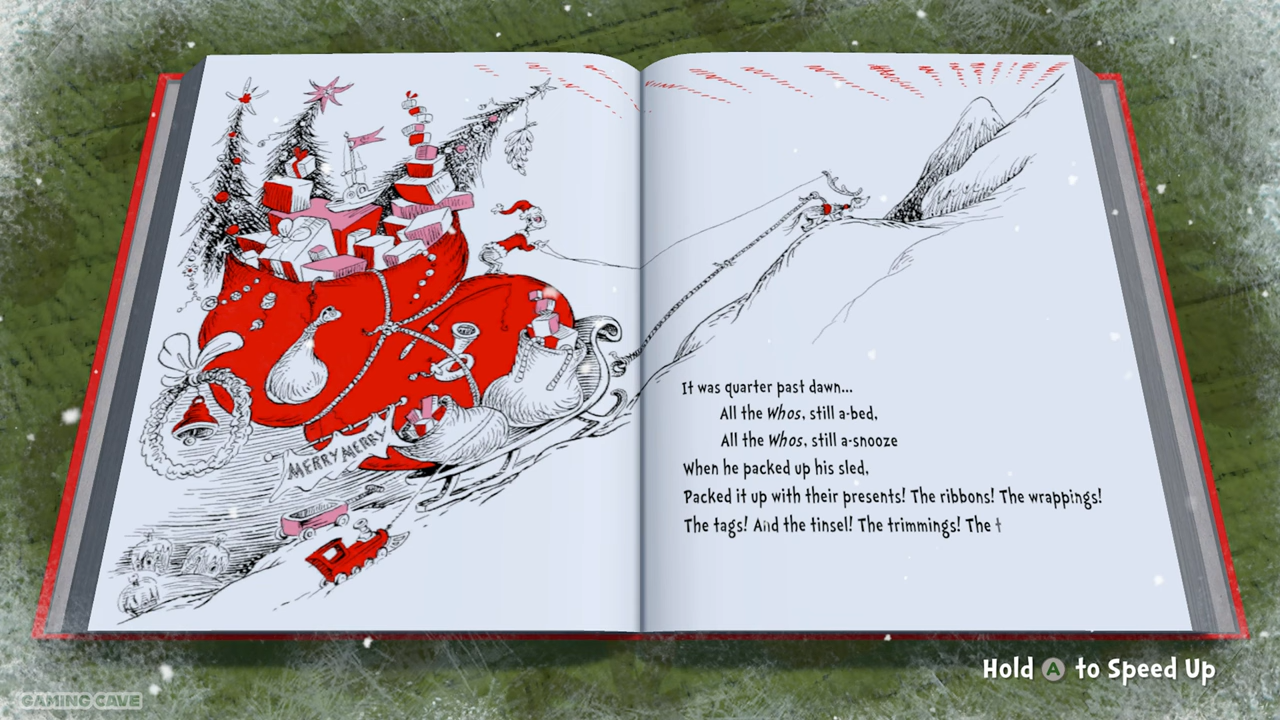 MERRY MERRY
It was quarter past dawn...
All the Whos, still a-bed,
All the Whos, still a-snooze
When he packed up his sled,
Packed it up with their presents! The ribbons! The wrappings!
The tags! And the tinsel! The trimmings! The t
Hold A to Speed Up
GAMING CAVE